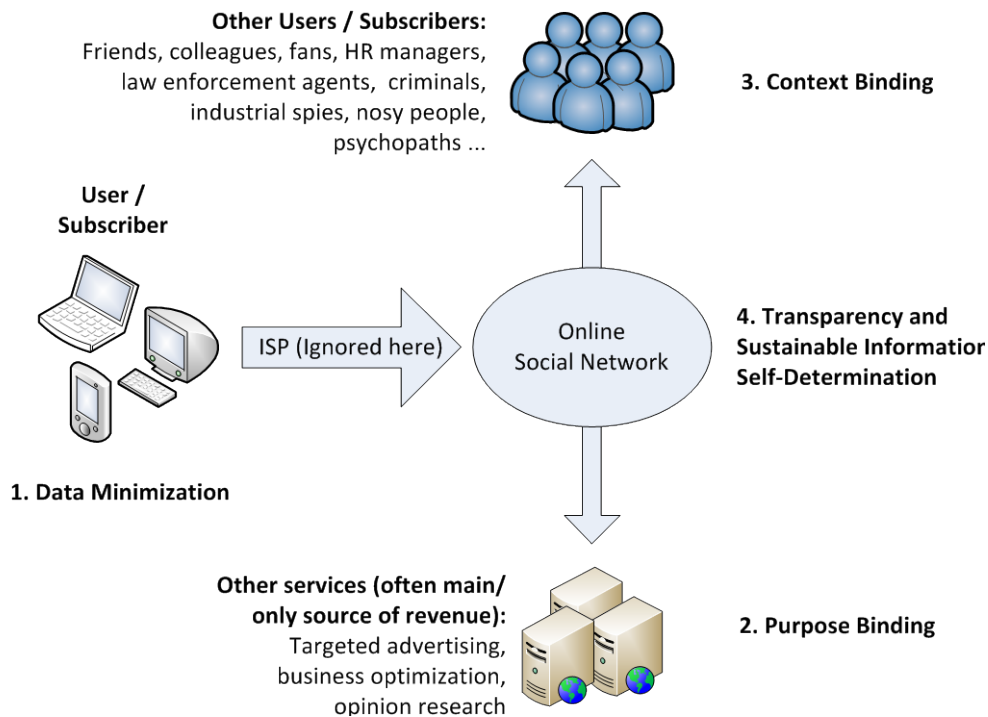 Other Users / Subscribers:
Friends, colleagues, fans, HR managers,
law enforcement agents, criminals,
industrial spies, nosy people,
psychopaths ...
3. Context Binding
User /
Subscriber
ISP (Ignored here)
Online
Social Network
4. Transparency and
Sustainable Information
Self-Determination
1. Data Minimization
Other services (often main/
only source of revenue):
Targeted advertising,
business optimization,
opinion research
2. Purpose Binding